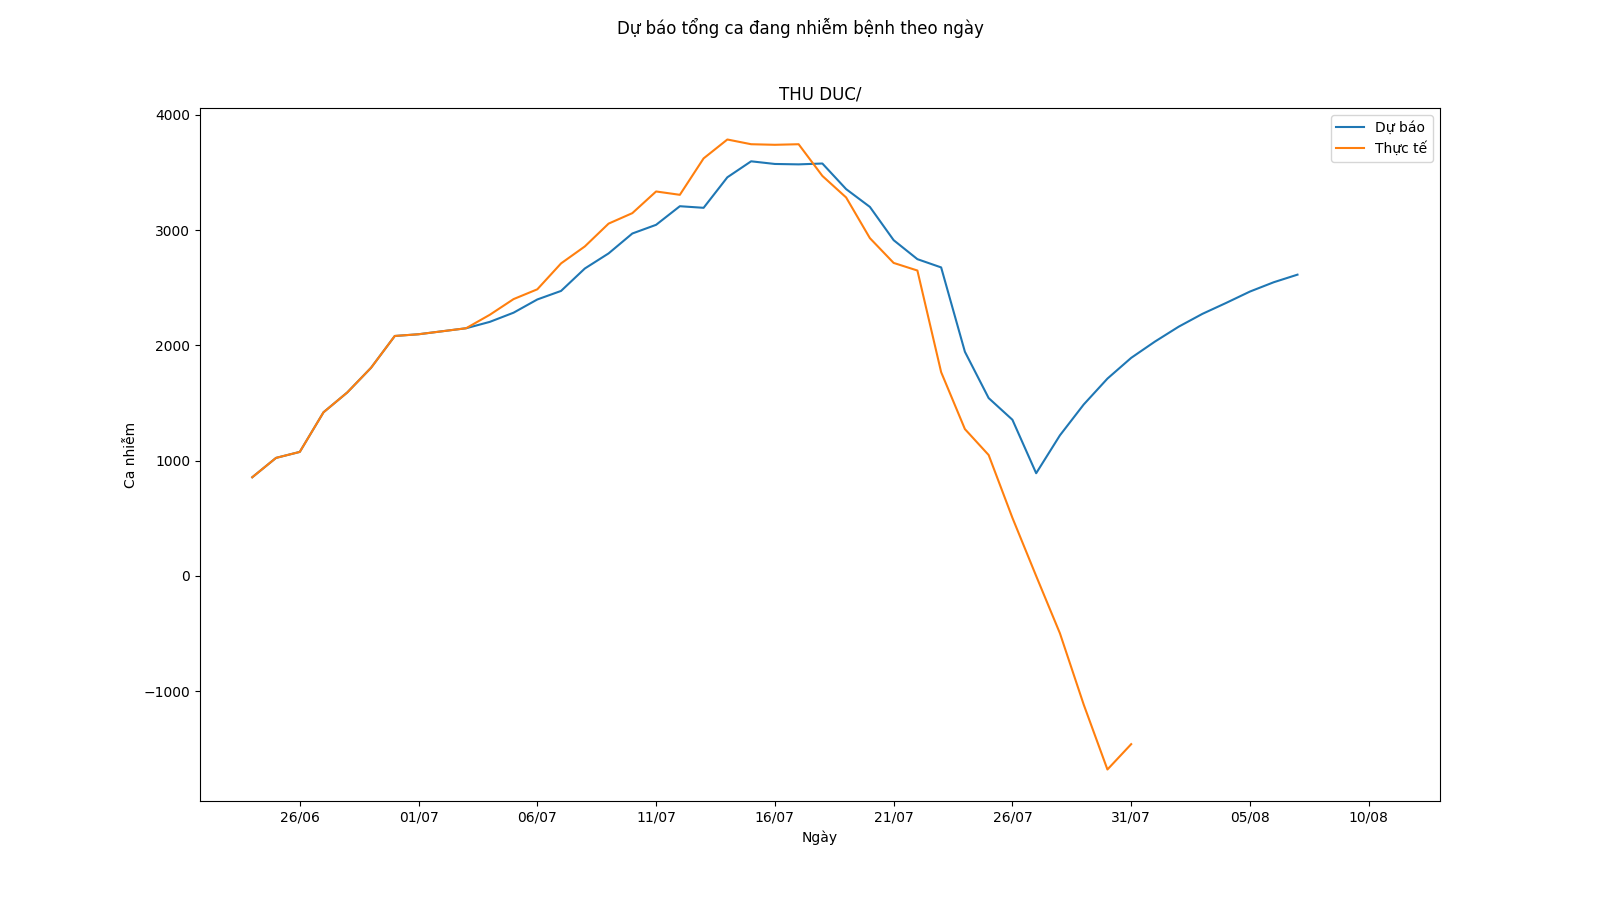 Dự báo tổng ca đang nhiễm bệnh theo ngày
THU DUC/
Dự báo
Thực tế
4000
3000
2000
1000
0
−1000
Ca nhiễm
26/06 01/07 06/07 11/07 16/07 21/07 26/07 31/07 05/08 10/08
Ngày